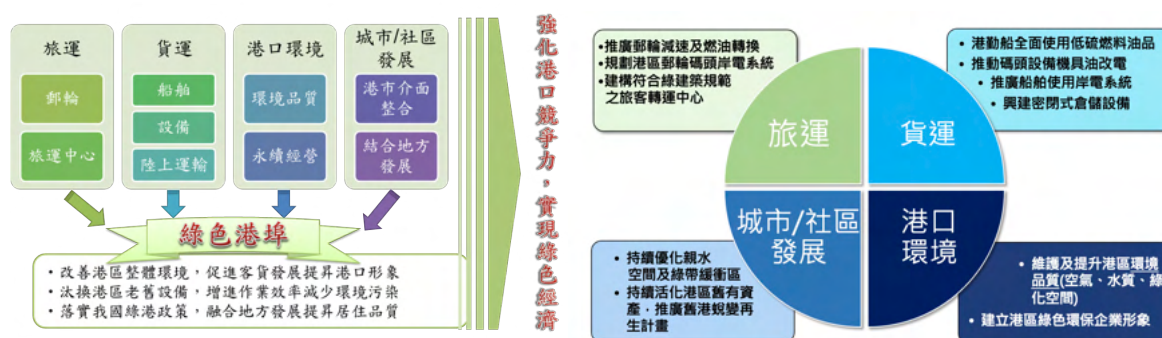 旅運
郵輪
旅運中心
貨運
船舶
設備
陸上運輸
港口環境
環境品質
永續經營
城市/社區
發展
港市介面
整合
結合地方
發展
綠色港埠
• 改善港區整體環境,促進客貨發展提昇港口形象
• 汰換港區老舊設備,增進作業效率減少環境污染
• 落實我國綠港政策,融合地方發展提昇居住品質
強化港口競爭力,實現綠色經濟
•推廣郵輪減速及燃油轉換
•規劃港區郵輪碼頭岸電系統
•建構符合綠建築規範
之旅客轉運中心
旅運
• 港勤船全面使用低硫燃料油品
• 推動碼頭設備機具油改電
• 推廣船舶使用岸電系統
• 興建密閉式倉儲設備
貨運
城市/社區
發展
• 持續優化親水
空間及綠帶緩衝區
• 持續活化港區舊有資
產,推廣舊港蛻變再
生計畫
港口
環境
• 維護及提升港區環境
品質(空氣、水質、綠
化空間)
• 建立港區綠色環保企業形象